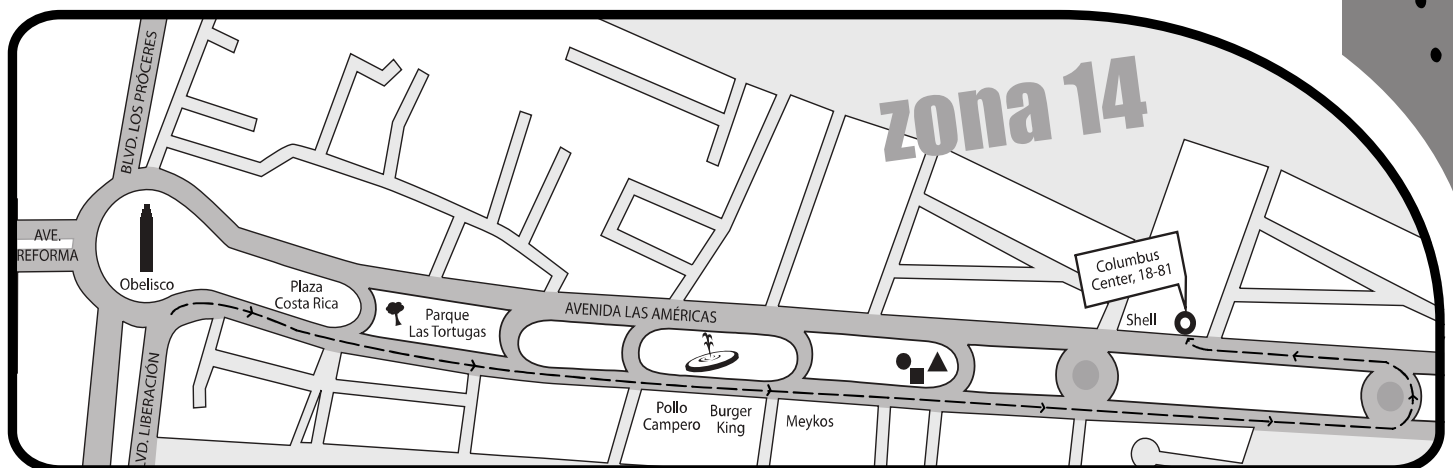 BLVD. LOS PRÓCERES
zona 14
AVE.
REFORMA
Obelisco
Plaza
Costa Rica
Parque
Las Tortugas
AVENIDA LAS AMÉRICAS
Columbus
Center, 18-81
Shell
BLVD. LIBERACIÓN
Pollo
Campero
Burger
King
Meykos